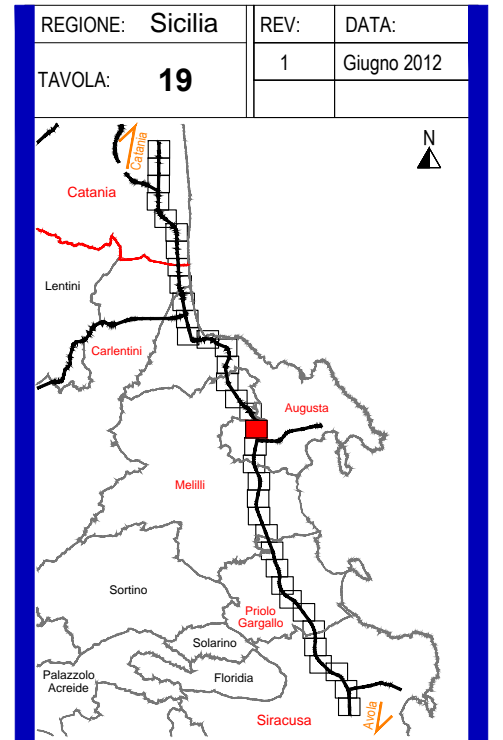 REGIONE: Sicilia REV: DATA:
TAVOLA: 19 1 Giugno 2012
N
Catania
Catania
Lentini
Carlentini
Augusta
Melilli
Sortino
Priolo
Gargallo
Solarino
Palazzolo
Acreide
Floridia
Siracusa
Avola